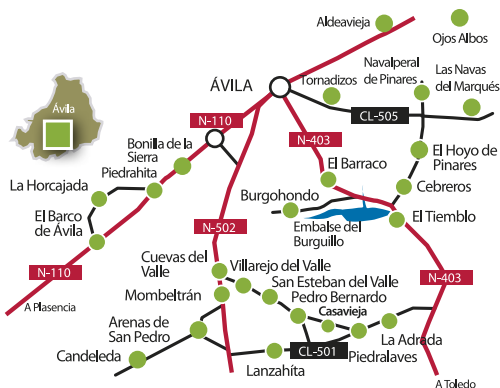 Aldeavieja
Ojos Albos
ÁVILA
Tornadizos
Navalperal
de Pinares
Las Navas
del Marqués
Ávila
N-110
CL-505
N-403
Bonilla de la
Sierra
Piedrahita
El Hoyo de
Pinares
La Horcajada
El Barraco
Cebreros
Burgohondo
El Barco
de Ávila
El Tiemblo
N-502
Embalse del
Burguillo
Cuevas del
Valle
Villarejo del Valle
N-110
N-403
San Esteban del Valle
Mombeltrán
Pedro Bernardo
A Plasencia
Casavieja
Arenas de
San Pedro
La Adrada
CL-501
Piedralaves
Candeleda
Lanzahíta
A Toledo